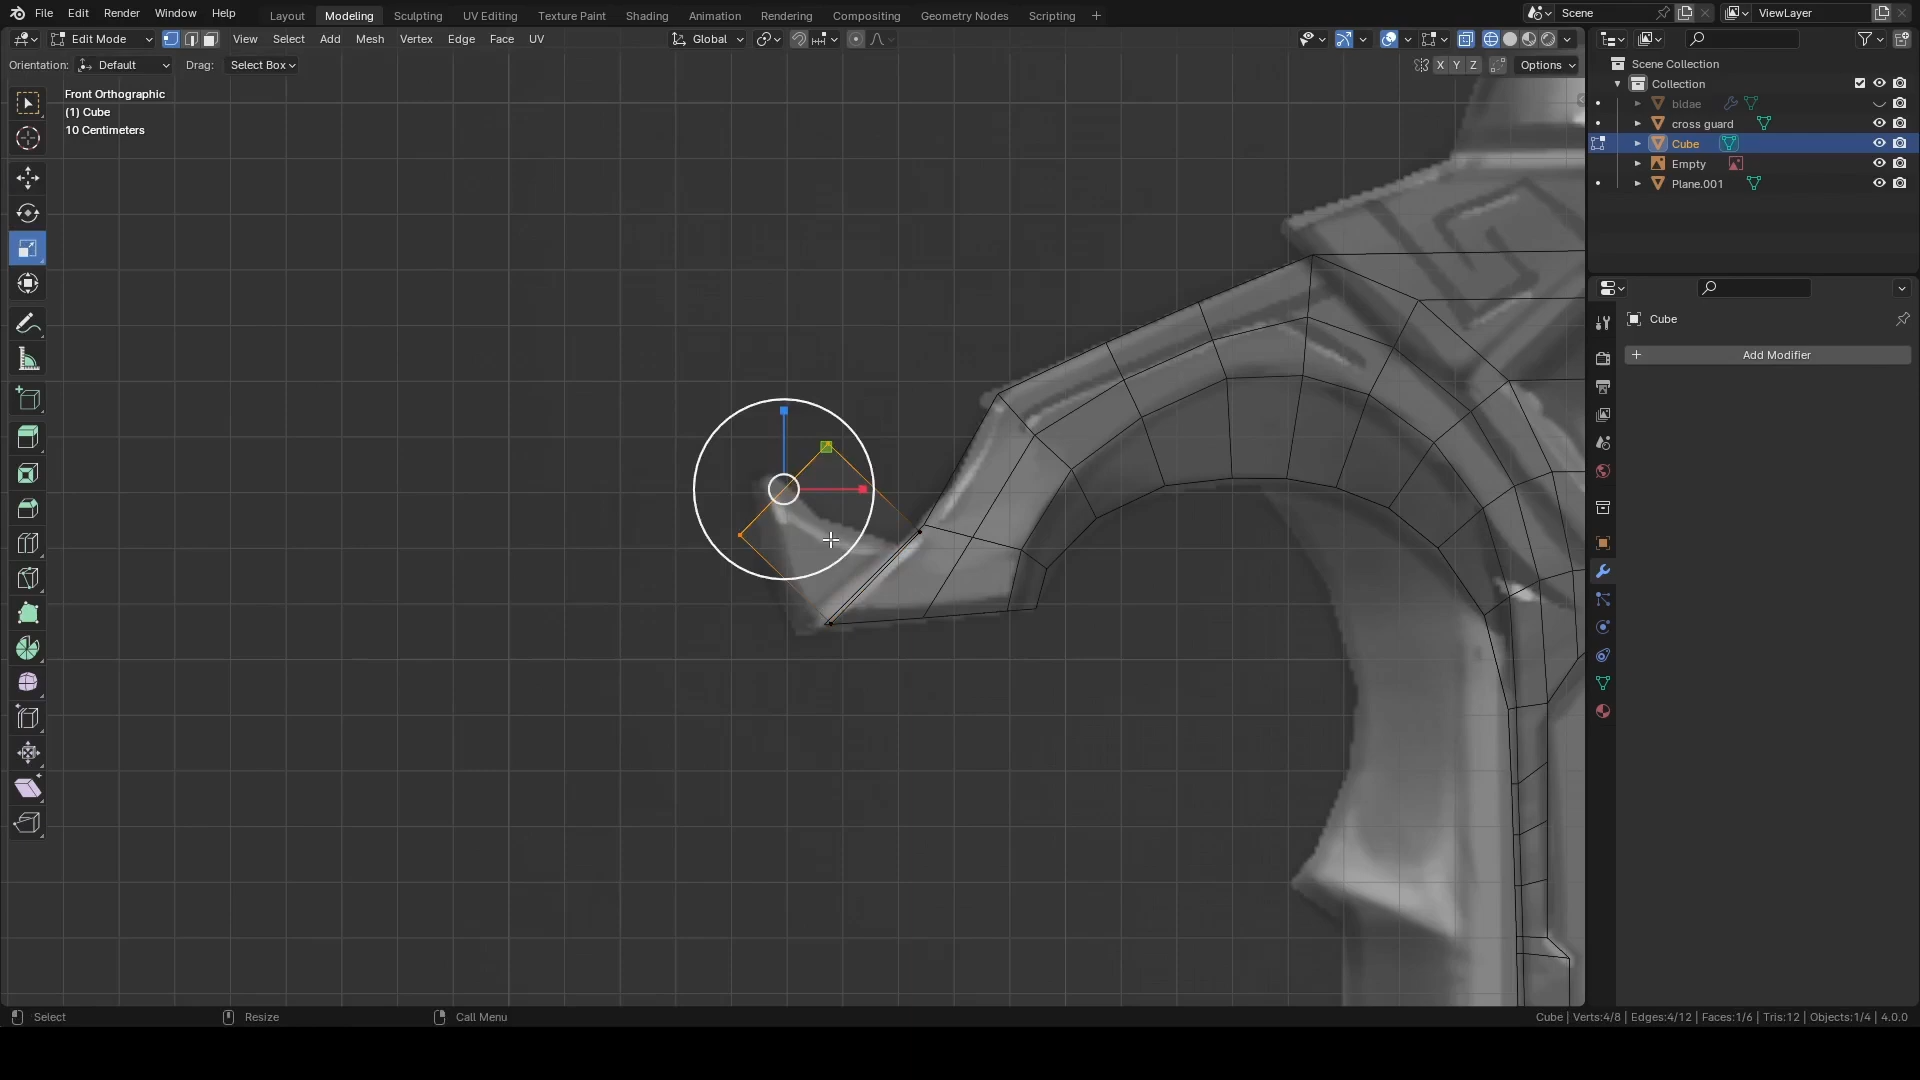 File Edit Render Window Help Layout Modeling Sculpting UV Editing Texture Paint Shading Animation Rendering Compositing Geometry Nodes Scripting + Scene ViewLayer
Edit Mode View Select Add Mesh Vertex Edge Face UV Global
Orientation: Default Drag: Select Box X Y Z Options
Front Orthographic
(1) Cube
10 Centimeters
Scene Collection
Collection
bldae
cross guard
Cube
Empty
Plane.001
Cube
+ Add Modifier
Select Resize Call Menu Cube | Verts:4/8 | Edges:4/12 | Faces:1/6 | Tris:12 | Objects:1/4 | 4.0.0